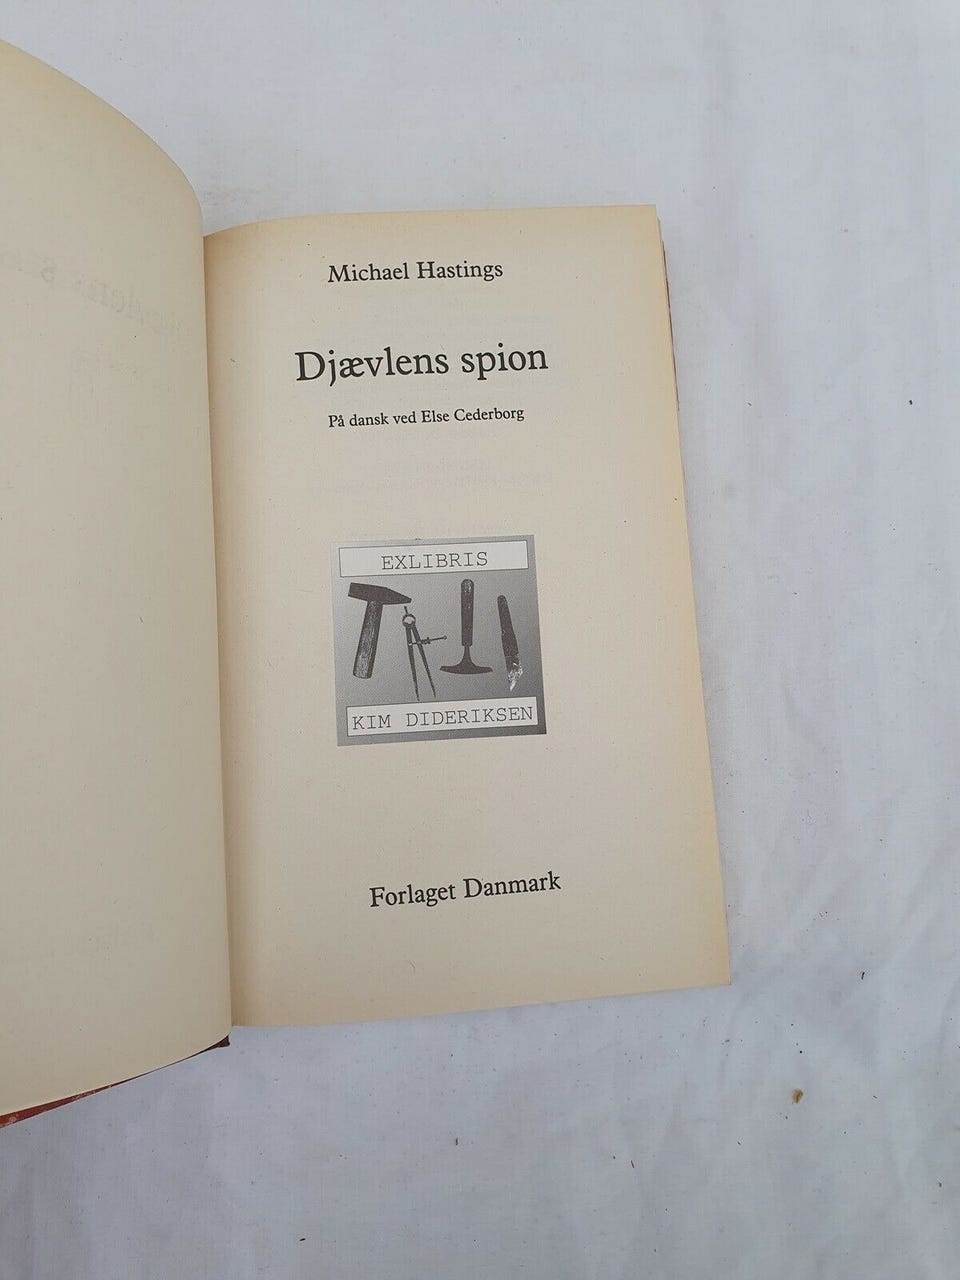 Michael Hastings
Djævlens spion
På dansk ved Else Cederborg
EXLIBRIS
KIM DIDERIKSEN
Forlaget Danmark